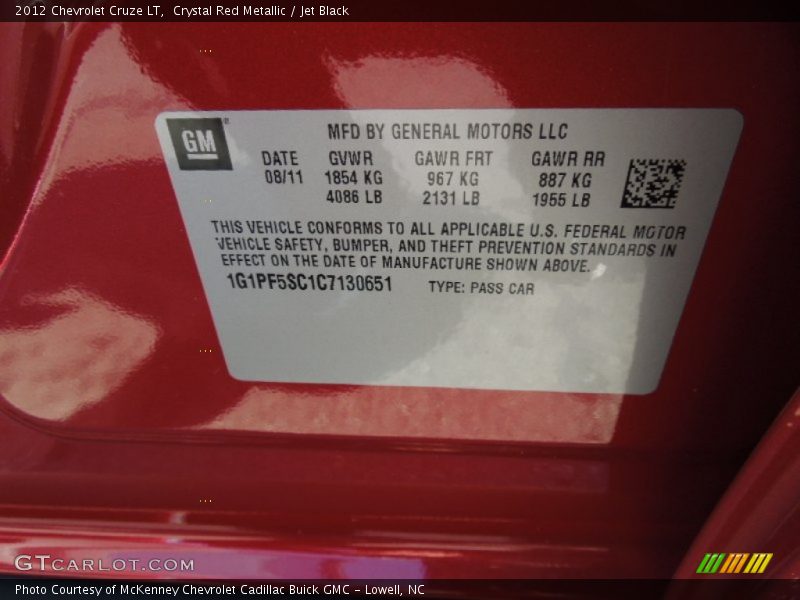 2012 Chevrolet Cruze LT,  Crystal Red Metallic / Jet Black
GM®
MFD BY GENERAL MOTORS LLC
DATE GVWR GAWR FRT GAWR RR
08/11 1854 KG 967 KG 887 KG
4086 LB 2131 LB 1955 LB
THIS VEHICLE CONFORMS TO ALL APPLICABLE U.S. FEDERAL MOTOR
VEHICLE SAFETY, BUMPER, AND THEFT PREVENTION STANDARDS IN
EFFECT ON THE DATE OF MANUFACTURE SHOWN ABOVE.
1G1PF5SC1C7130651 TYPE: PASS CAR
GTCARLOT.COM
Photo Courtesy of McKenney Chevrolet Cadillac Buick GMC - Lowell, NC